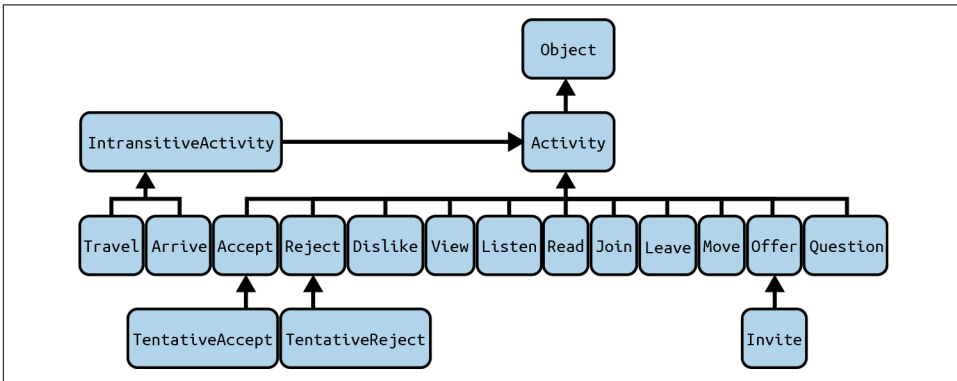 Object
IntransitiveActivity
Activity
Travel
Arrive
Accept
Reject
Dislike
View
Listen
Read
Join
Leave
Move
Offer
Question
TentativeAccept
TentativeReject
Invite